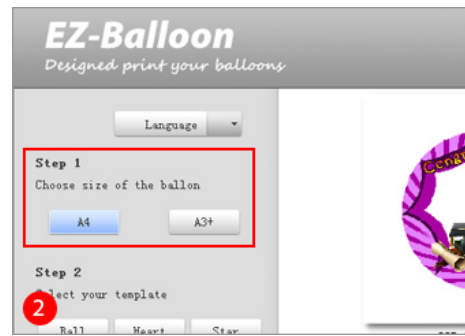 EZ-Balloon
Designed print your balloons
Language
Step 1
Choose size of the ballon
A4
A3+
Step 2
your template
2
Ball
Heart
Star